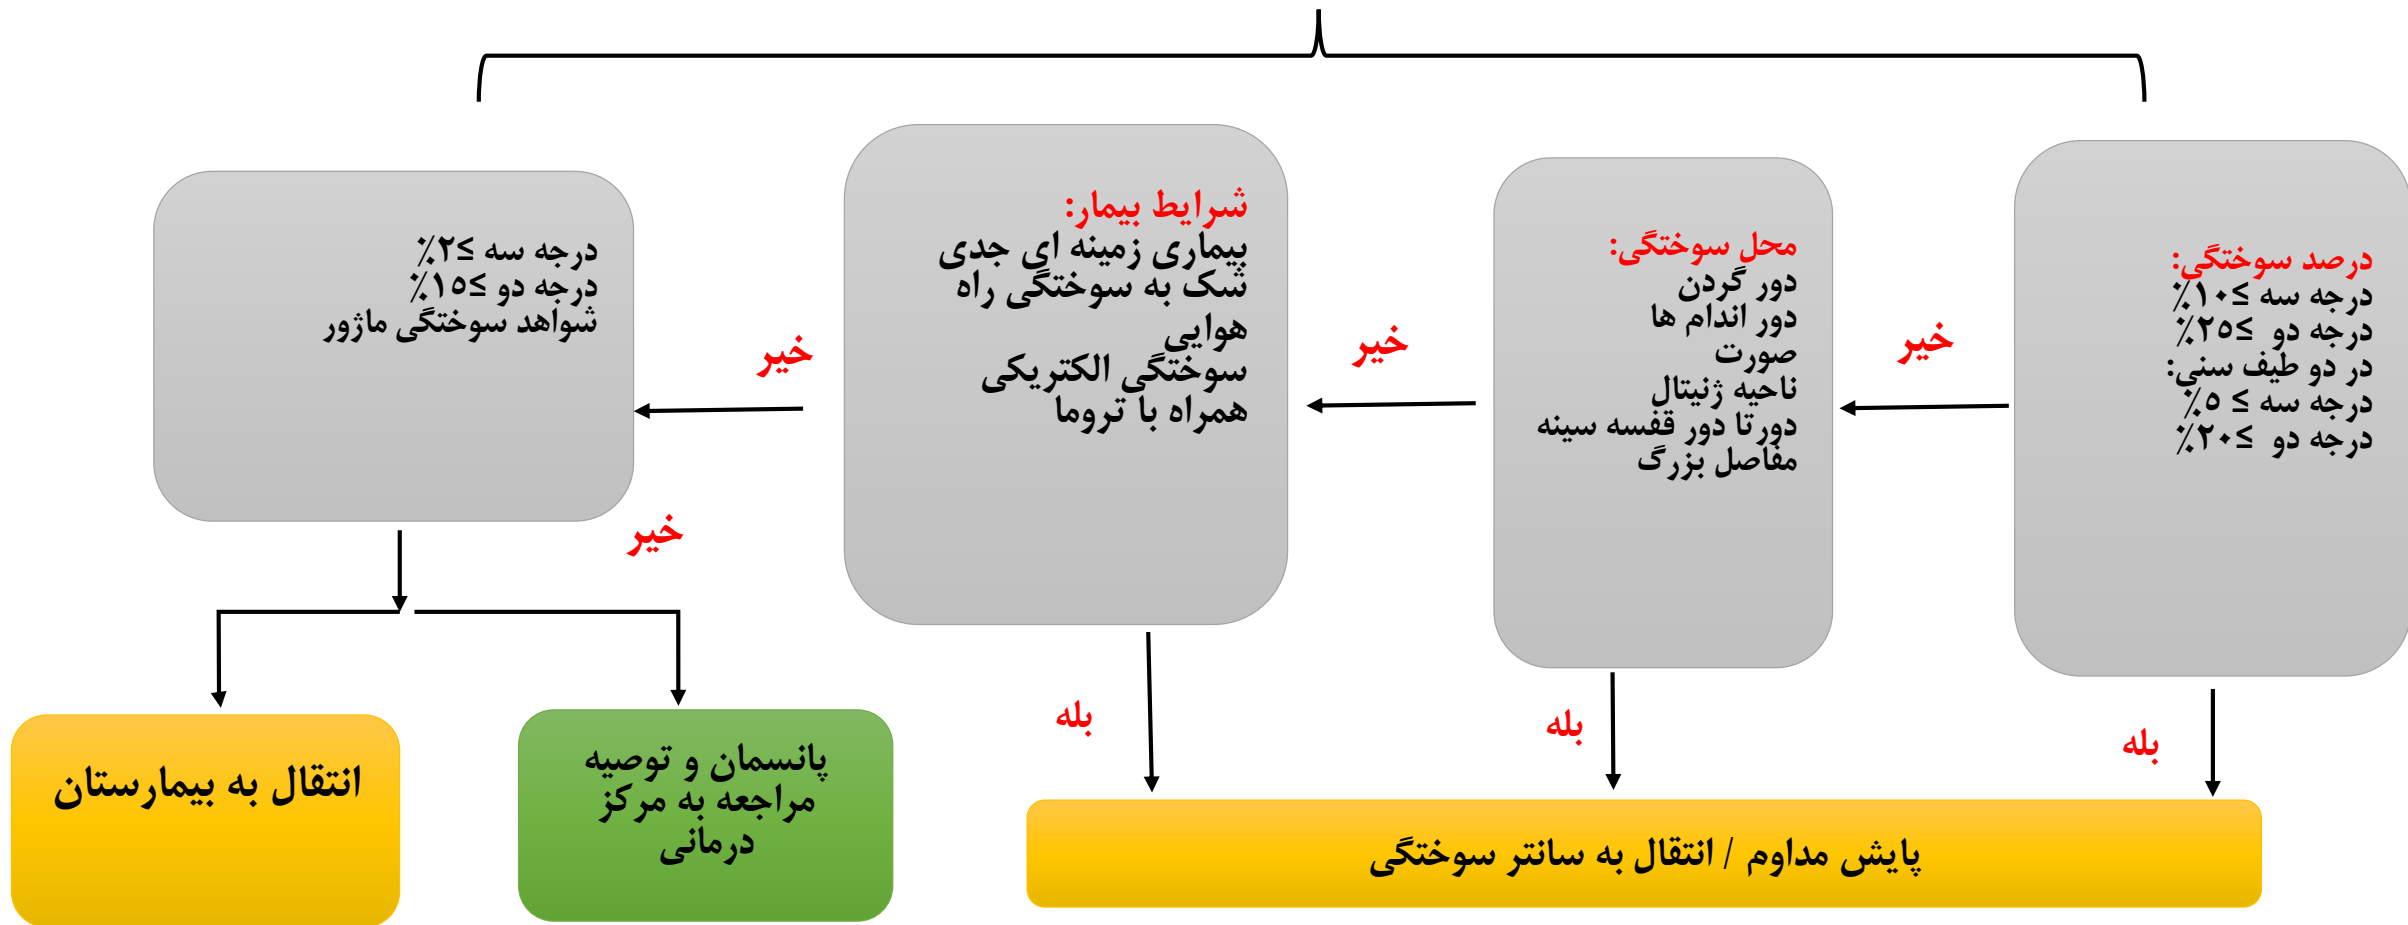 درصد سوختگی:
درجه سه ≥۱۰٪
درجه دو ≥۲۵٪
در دو طیف سنی:
درجه سه ≥ ۵٪
درجه دو ≥۲۰٪
خیر
بله
محل سوختگی:
دور گردن
دور اندام ها
صورت
ناحیه ژنیتال
دورتا دور قفسه سینه
مفاصل بزرگ
خیر
بله
شرایط بیمار:
بیماری زمینه ای جدی
شک به سوختگی راه
هوایی
سوختگی الکتریکی
همراه با تروما
خیر
بله
درجه سه ≥۲٪
درجه دو ≥۱۵٪
شواهد سوختگی ماژور
خیر
پایش مداوم / انتقال به سانتر سوختگی
پانسمان و توصیه
مراجعه به مرکز
درمانی
انتقال به بیمارستان